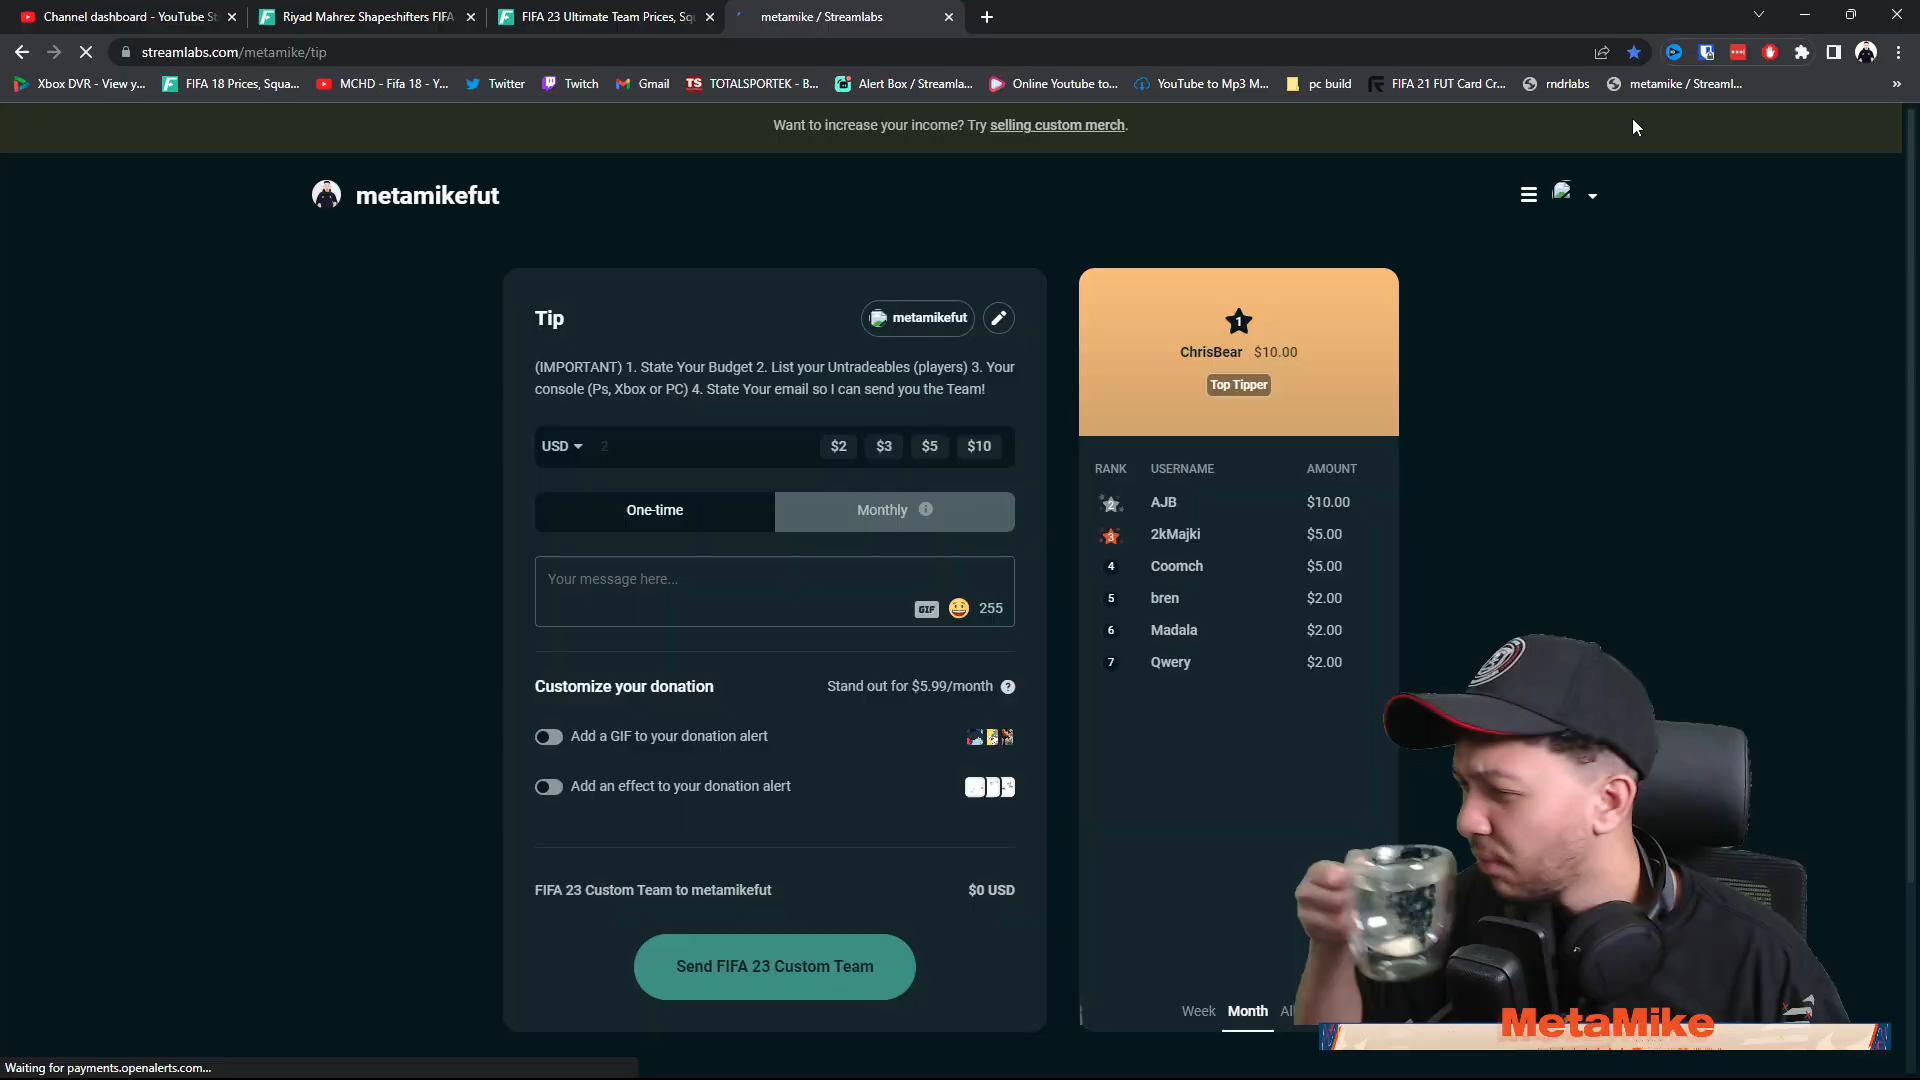 Channel dashboard - YouTube St
Riyad Mahrez Shapeshifters FIFA
FIFA 23 Ultimate Team Prices, Squ
metamike / Streamlabs
streamlabs.com/metamike/tip
Xbox DVR - View y...
FIFA 18 Prices, Squa...
MCHD - Fifa 18 - Y...
Twitter
Twitch
Gmail
TS TOTALSPORTEK - B...
Alert Box / Streamla...
Online Youtube to...
YouTube to Mp3 M...
pc build
FIFA 21 FUT Card Cr...
rndrlabs
metamike / Streaml...
Want to increase your income? Try selling custom merch.
metamikefut
Tip
metamikefut
(IMPORTANT) 1. State Your Budget 2. List your Untradeables (players) 3. Your
console (Ps, Xbox or PC) 4. State Your email so I can send you the Team!
USD 2 $2 $3 $5 $10
One-time
Monthly
Your message here...
GIF 255
Customize your donation
Stand out for $5.99/month ?
Add a GIF to your donation alert
Add an effect to your donation alert
FIFA 23 Custom Team to metamikefut $0 USD
Send FIFA 23 Custom Team
1
ChrisBear $10.00
Top Tipper
RANK USERNAME AMOUNT
2 AJB $10.00
3 2kMajki $5.00
4 Coomch $5.00
5 bren $2.00
6 Madala $2.00
7 Qwery $2.00
Week Month Al
MetaMike
Waiting for payments.openalerts.com...